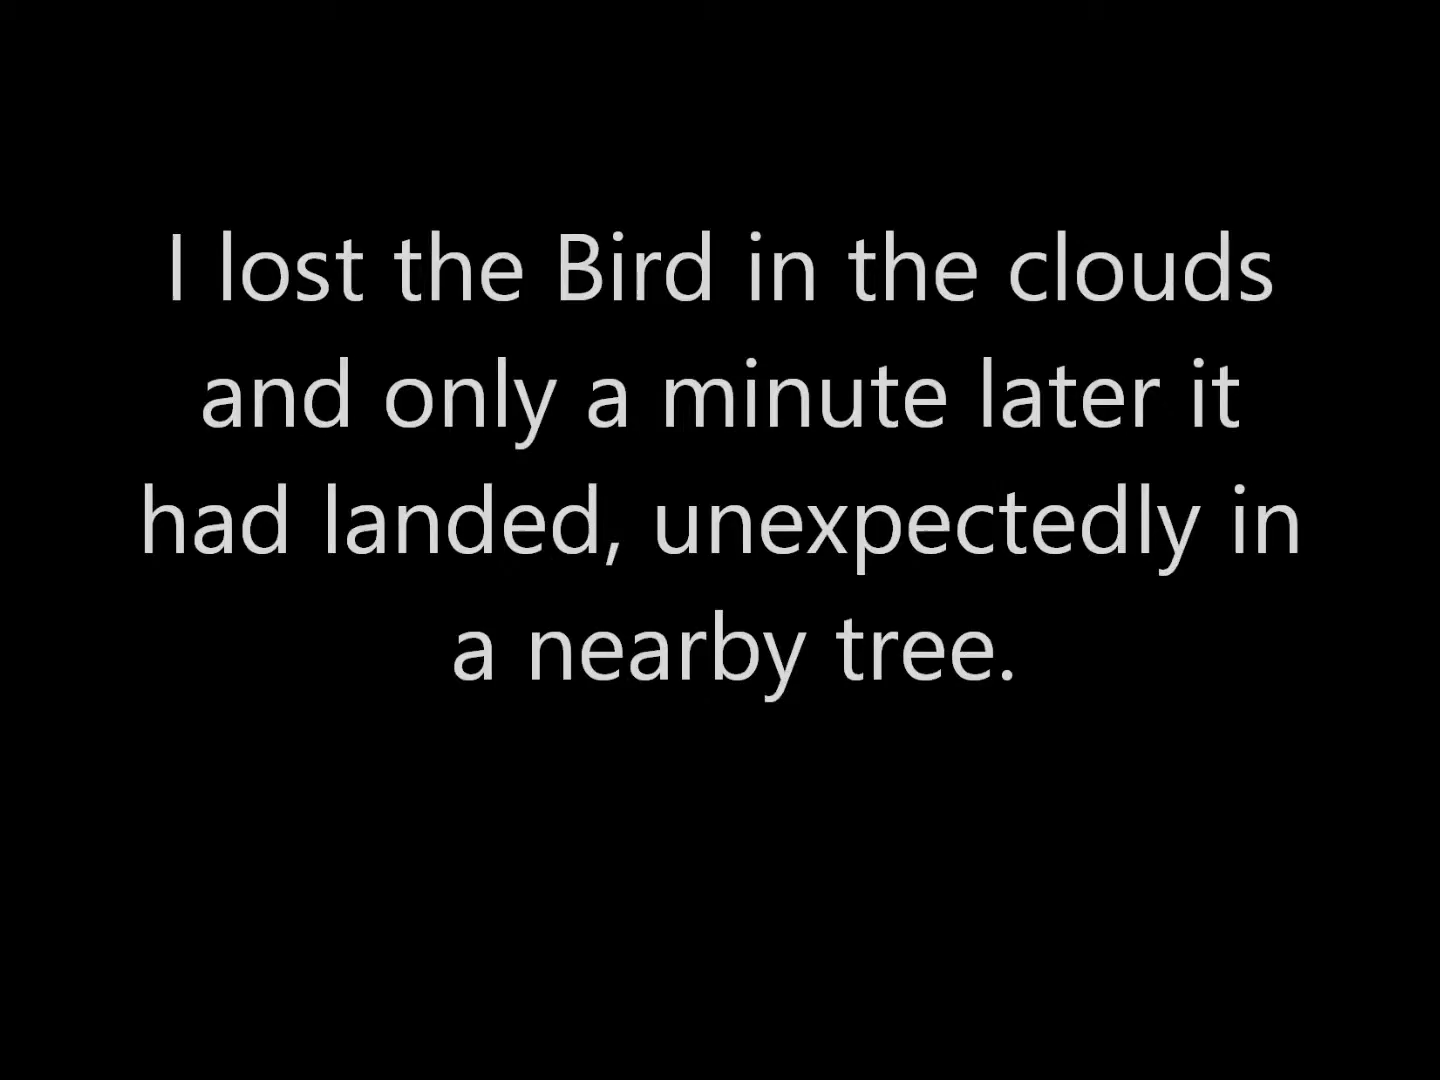 I lost the Bird in the clouds
and only a minute later it
had landed, unexpectedly in
a nearby tree.